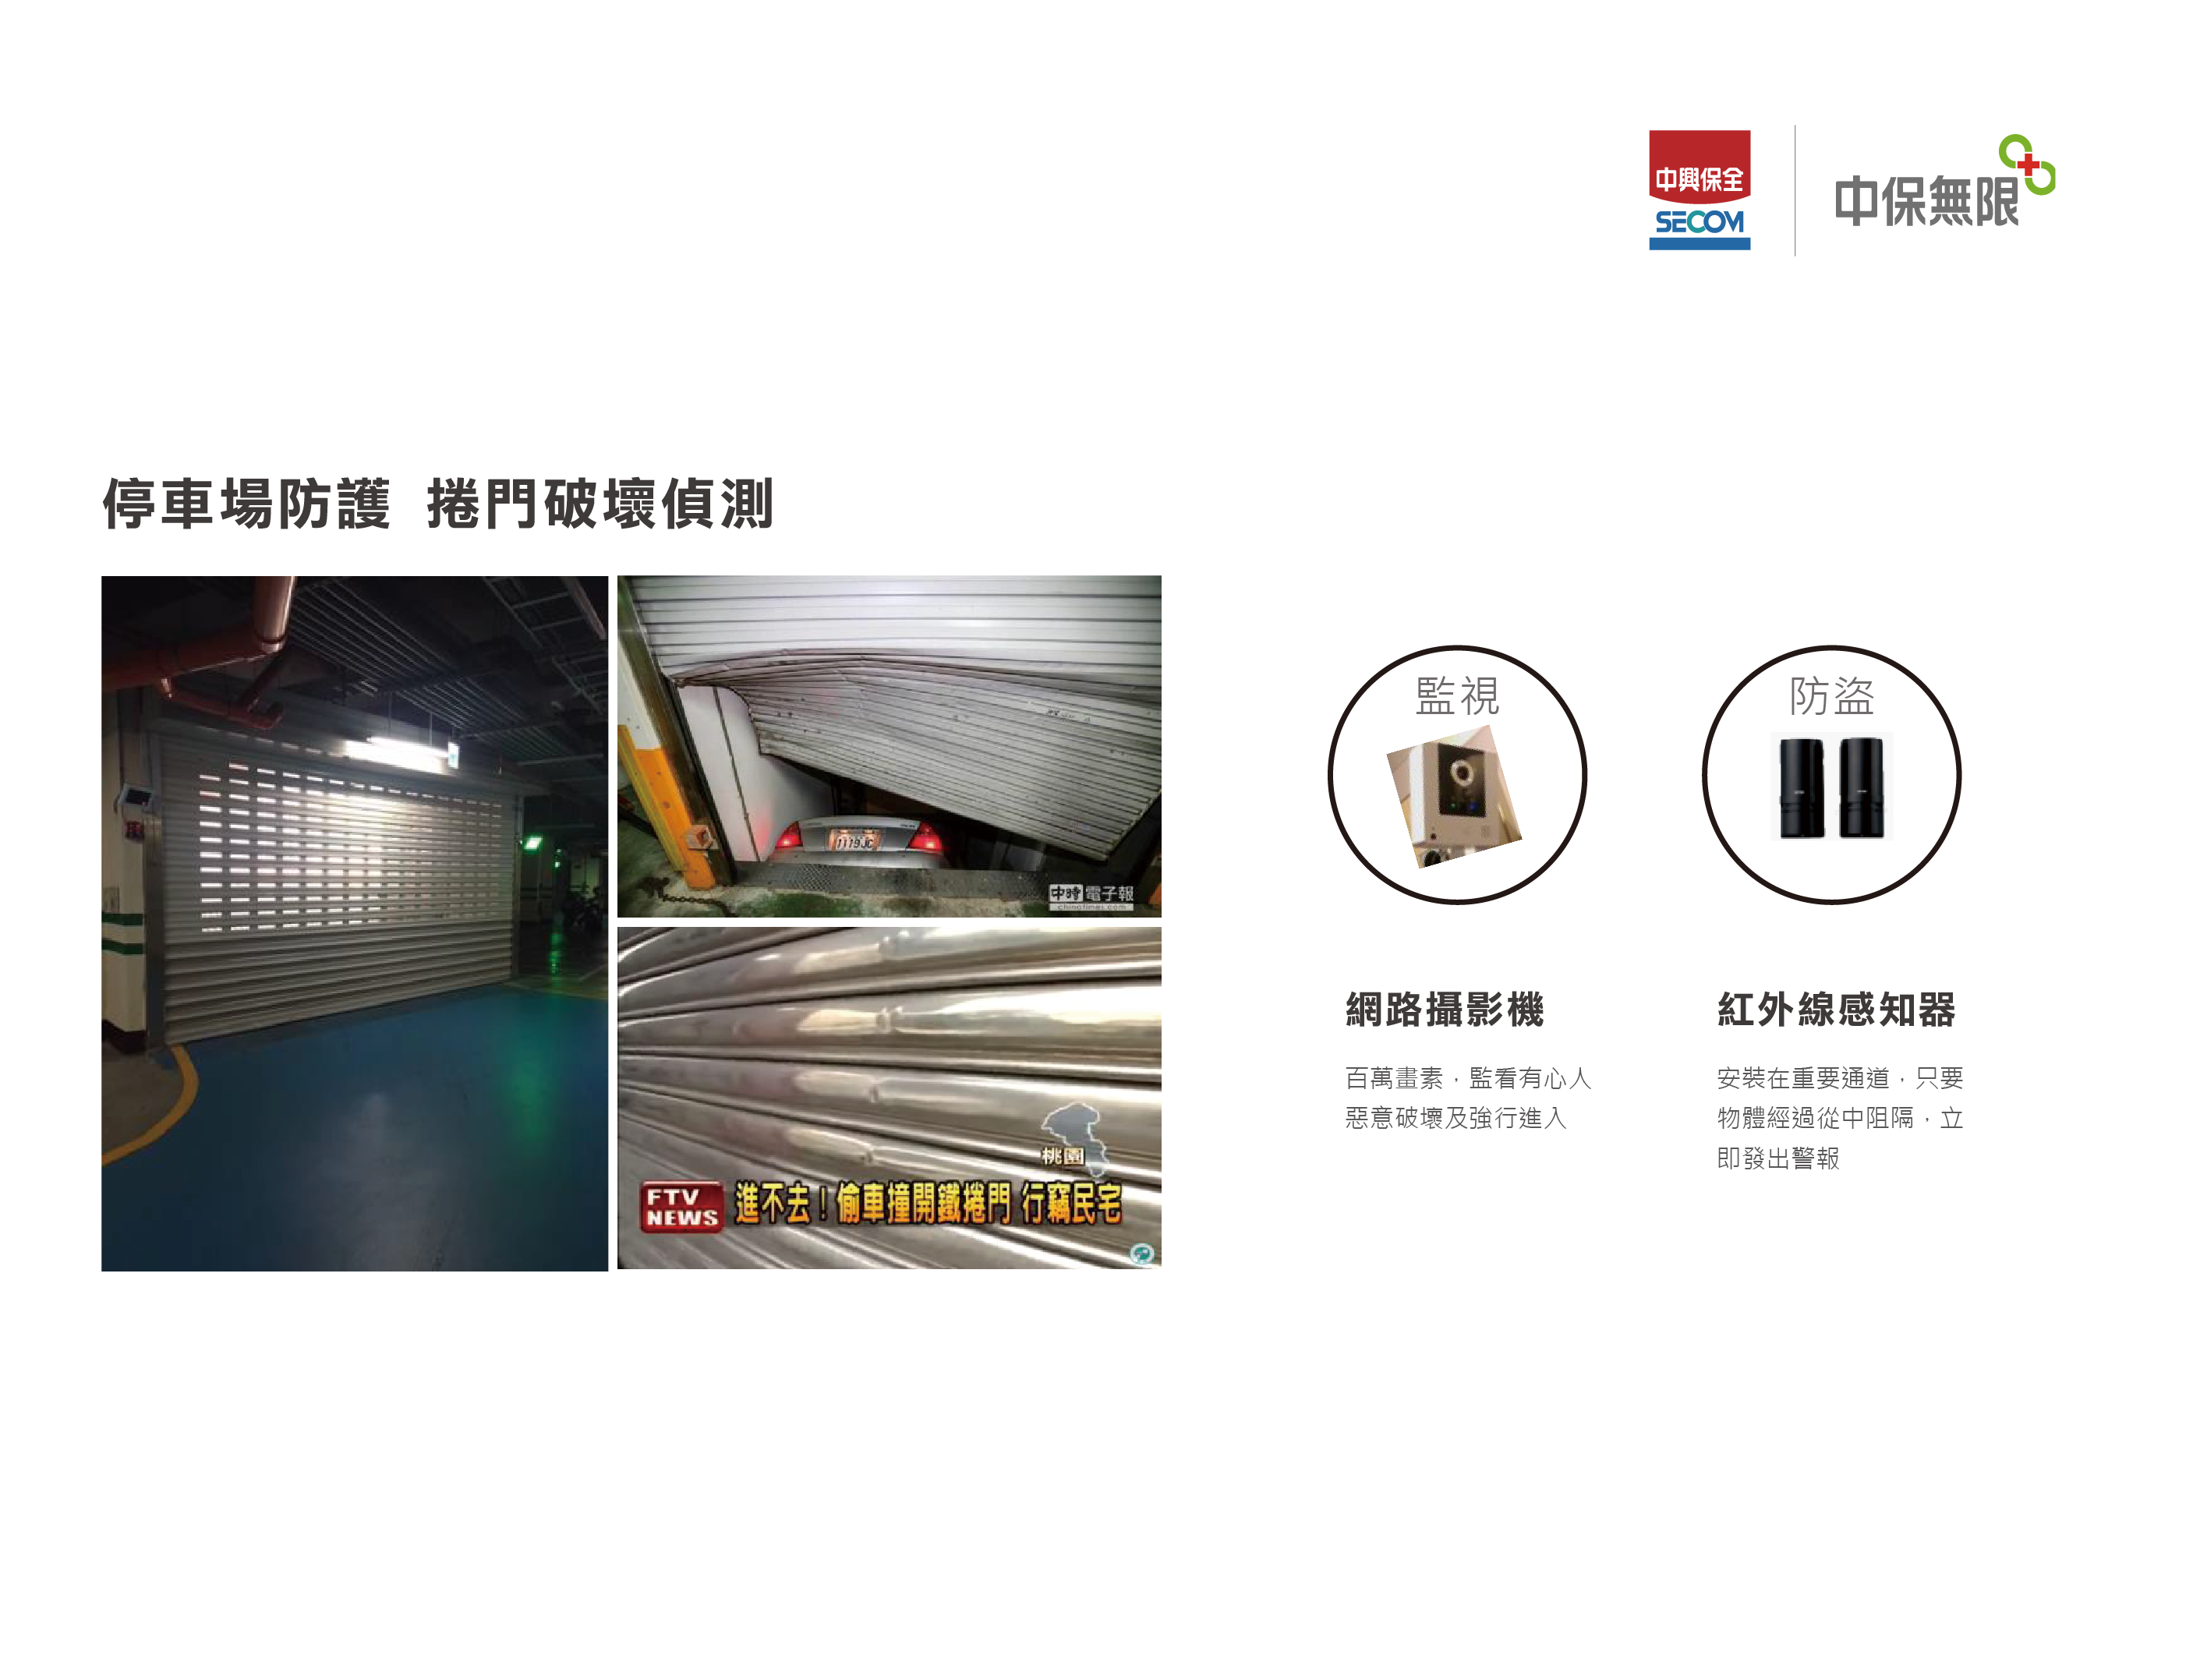 中興保全
SECOM
中保無限
停車場防護 捲門破壞偵測
1179JC
中時電子報
chinatimes.com
桃園
FTV
NEWS
進不去！偷車撞開鐵捲門 行竊民宅
監視
防盜
網路攝影機
紅外線感知器
百萬畫素，監看有心人
惡意破壞及強行進入
安裝在重要通道，只要
物體經過從中阻隔，立
即發出警報